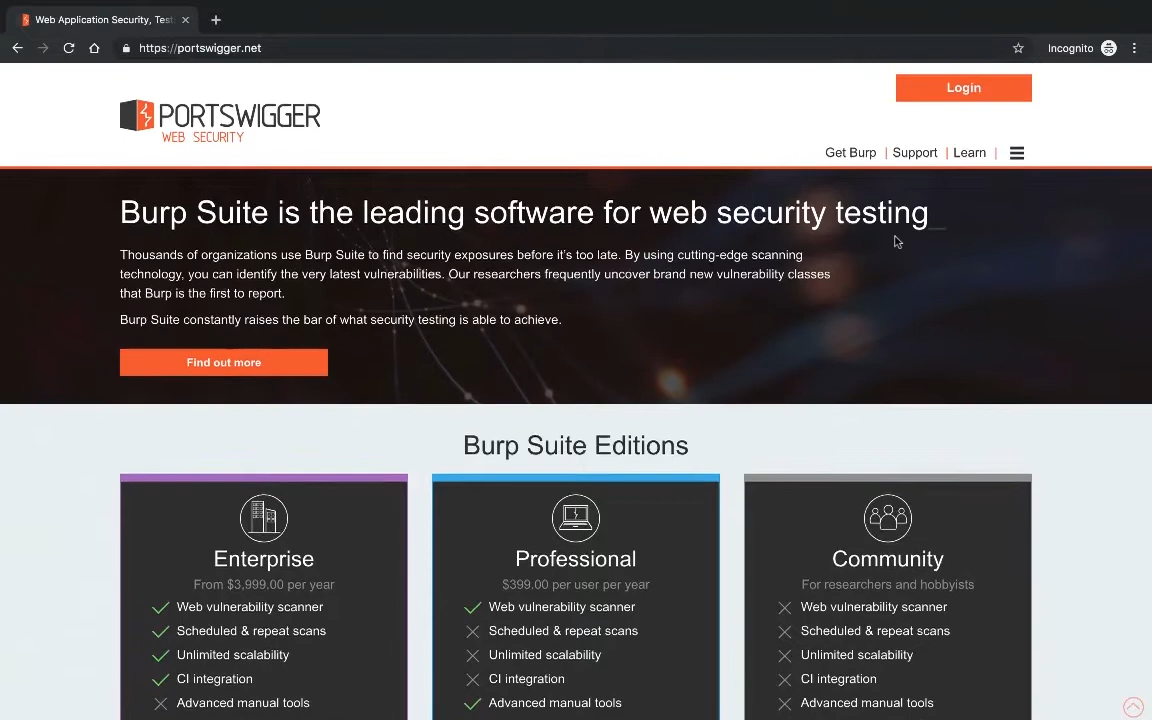 Web Application Security, Test
https://portswigger.net
Incognito
Login
PORTSWIGGER
WEB SECURITY
Get Burp | Support | Learn |
Burp Suite is the leading software for web security testing_
Thousands of organizations use Burp Suite to find security exposures before it's too late. By using cutting-edge scanning
technology, you can identify the very latest vulnerabilities. Our researchers frequently uncover brand new vulnerability classes
that Burp is the first to report.
Burp Suite constantly raises the bar of what security testing is able to achieve.
Find out more
Burp Suite Editions
Enterprise
From $3,999.00 per year
Web vulnerability scanner
Scheduled & repeat scans
Unlimited scalability
CI integration
Advanced manual tools
Professional
$399.00 per user per year
Web vulnerability scanner
Scheduled & repeat scans
Unlimited scalability
CI integration
Advanced manual tools
Community
For researchers and hobbyists
Web vulnerability scanner
Scheduled & repeat scans
Unlimited scalability
CI integration
Advanced manual tools